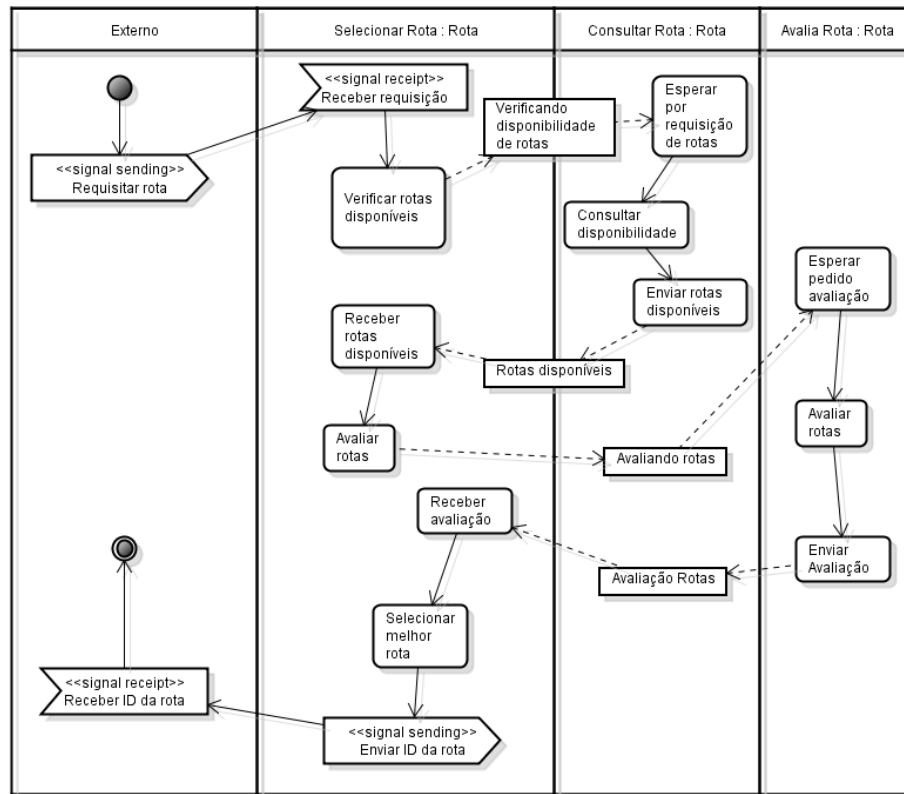 Externo
Selecionar Rota : Rota
Consultar Rota : Rota
Avalia Rota : Rota
<<signal receipt>>
Receber requisição
Verificando
disponibilidade
de rotas
Esperar
por
requisição
de rotas
<<signal sending>>
Requisitar rota
Verificar rotas
disponíveis
Consultar
disponibilidade
Esperar
pedido
avaliação
Enviar rotas
disponíveis
Receber
rotas
disponíveis
Rotas disponíveis
Avaliar
rotas
Avaliar
rotas
Avaliando rotas
Receber
avaliação
Enviar
Avaliação
Avaliação Rotas
Selecionar
melhor
rota
<<signal receipt>>
Receber ID da rota
<<signal sending>>
Enviar ID da rota